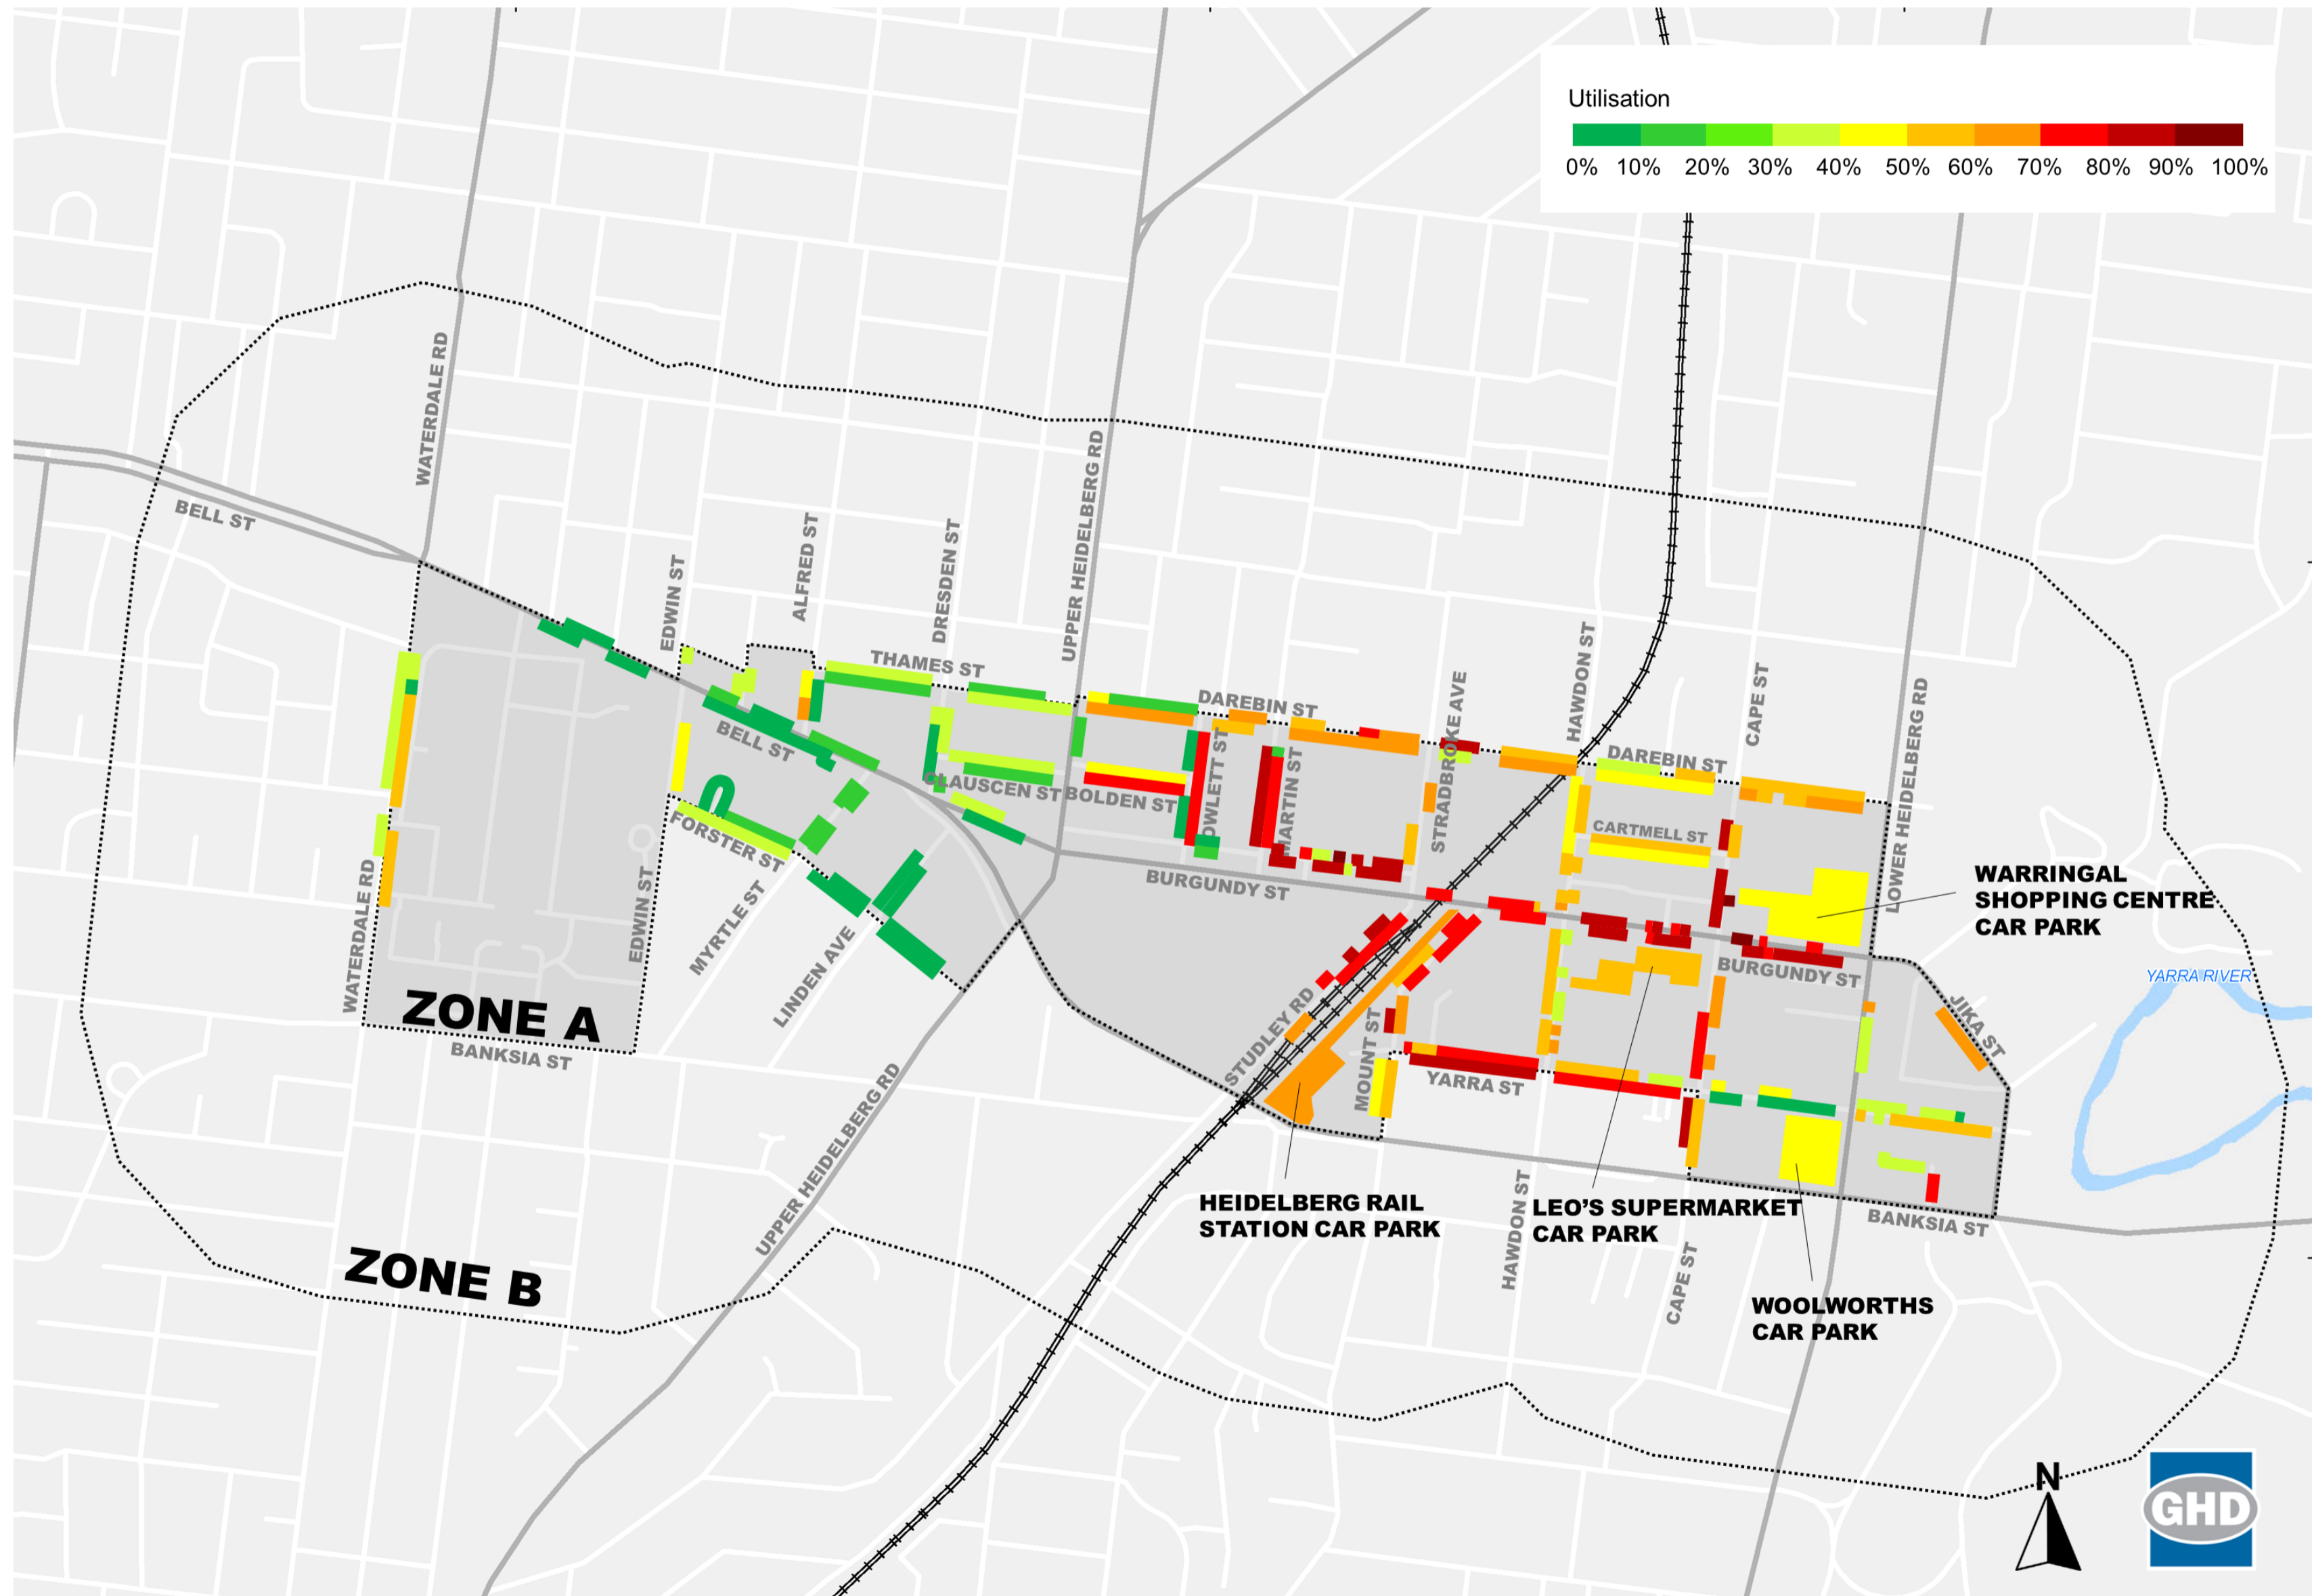 Utilisation
0% 10% 20% 30% 40% 50% 60% 70% 80% 90% 100%
WATERDALE RD
BELL ST
UPPER HEIDELBERG RD
ALFRED ST
DRESDEN ST
EDWIN ST
HAWDON ST
THAMES ST
CAPE ST
STRADBROKE AVE
LOWER HEIDELBERG RD
DAREBIN ST
BELL ST
DAREBIN ST
CLAUSCEN ST
BOLDEN ST
HOWLETT ST
MARTIN ST
CARTMELL ST
FORSTER ST
BURGUNDY ST
WARRINGAL
SHOPPING CENTRE
CAR PARK
WATERDALE RD
EDWIN ST
MYRTLE ST
LINDEN AVE
BURGUNDY ST
YARRA RIVER
ZONE A
JIKA ST
BANKSIA ST
STUDLEY RD
MOUNT ST
YARRA ST
UPPER HEIDELBERG RD
HEIDELBERG RAIL
STATION CAR PARK
HAWDON ST
LEO'S SUPERMARKET
CAR PARK
CAPE ST
BANKSIA ST
ZONE B
WOOLWORTHS
CAR PARK
N
GHD